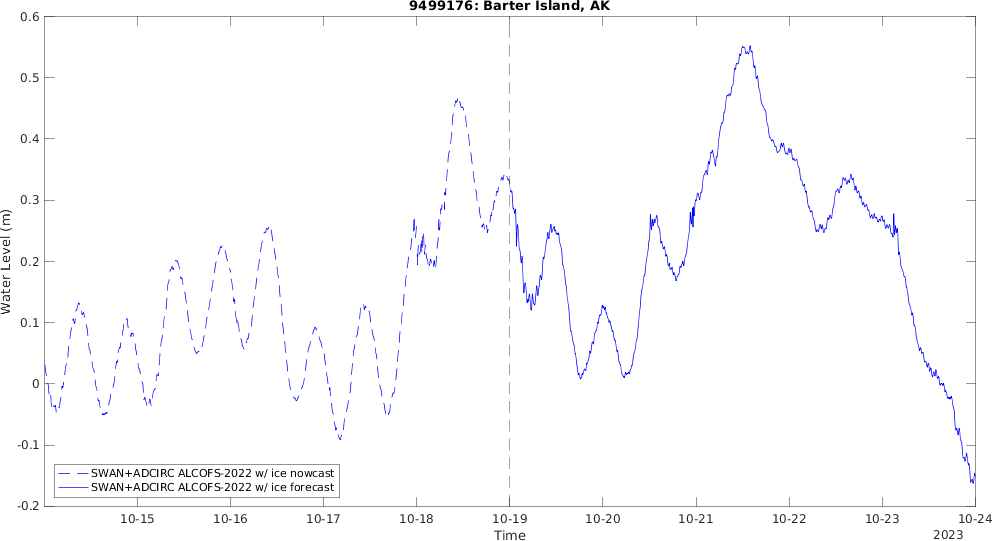 9499176: Barter Island, AK
0.6
0.5
0.4
0.3
0.2
0.1
0
-0.1
-0.2
Water Level (m)
SWAN+ADCIRC ALCOFS-2022 w/ ice nowcast
SWAN+ADCIRC ALCOFS-2022 w/ ice forecast
10-15 10-16 10-17 10-18 10-19 10-20 10-21 10-22 10-23 10-24
Time
2023